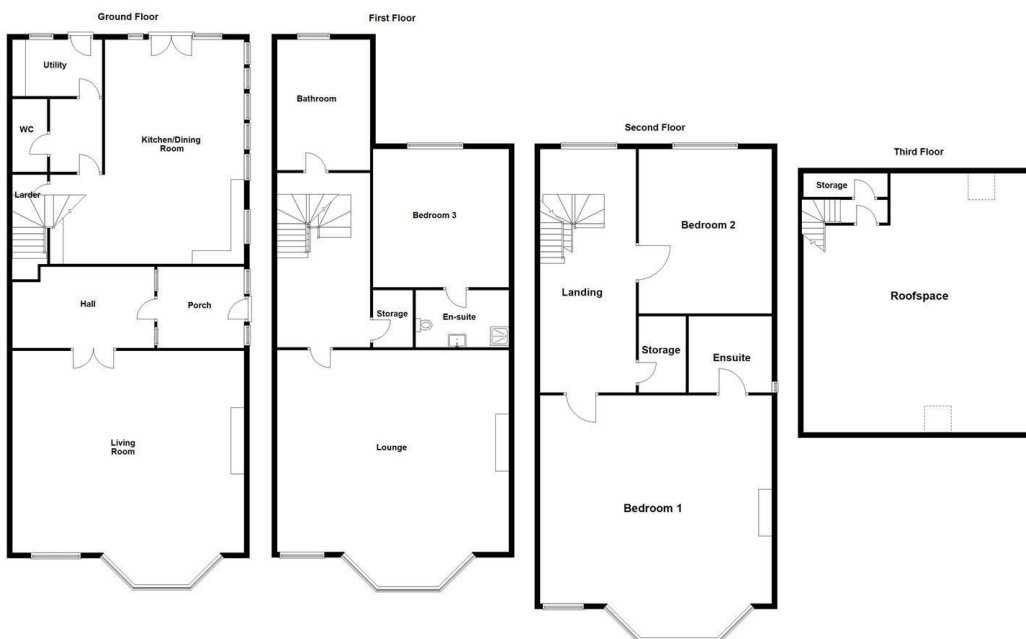 Ground Floor
Utility
WC
Kitchen/Dining
Room
Larder
Hall
Porch
Living
Room
First Floor
Bathroom
Bedroom 3
Storage
En-suite
Lounge
Second Floor
Bedroom 2
Landing
Storage
Ensuite
Bedroom 1
Third Floor
Storage
Roofspace